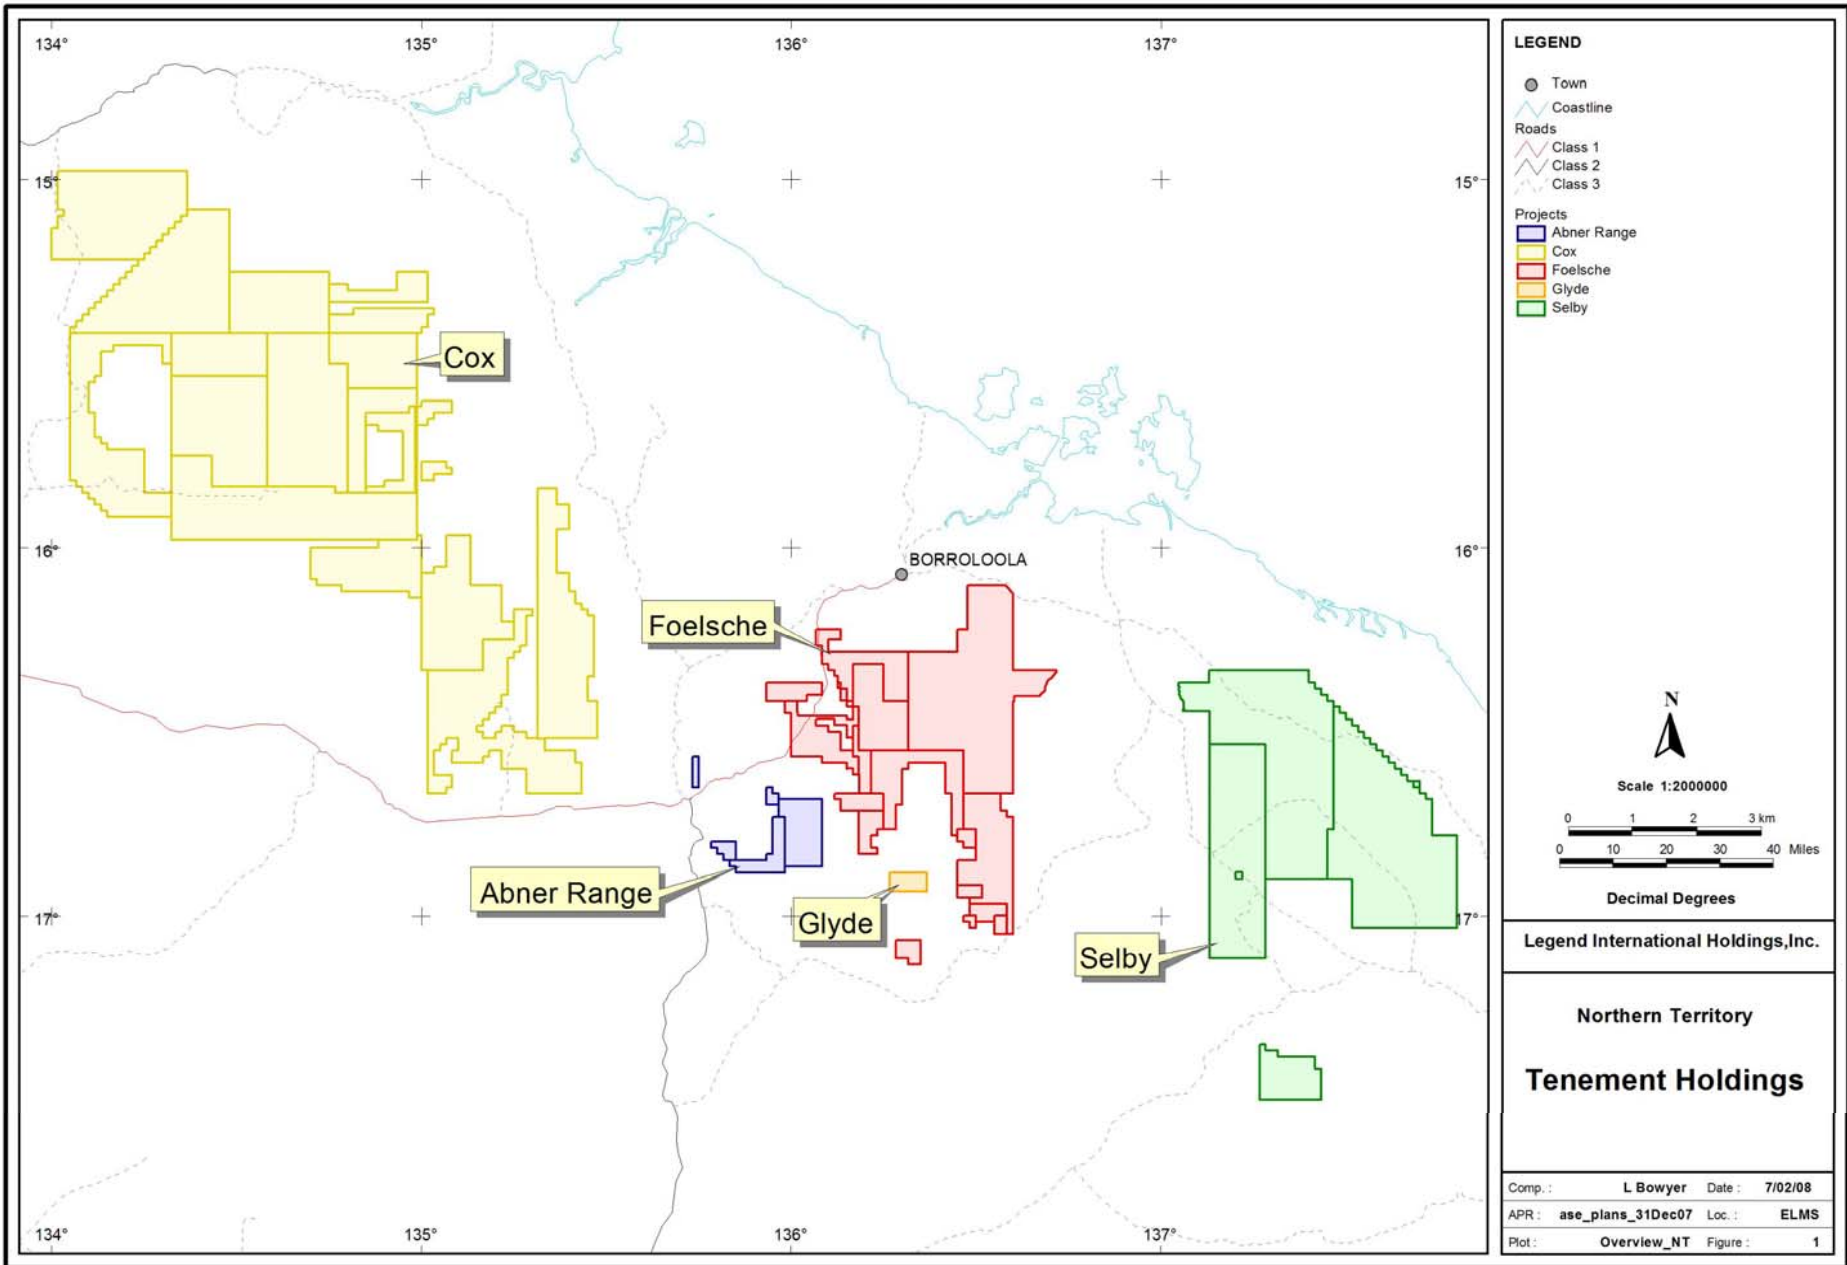 134° 135° 136° 137°
15° 15°
Cox
16° 16°
BORROLOOLA
Foelsche
Abner Range
Glyde
17° 17°
Selby
134° 135° 136° 137°
LEGEND
Town
Coastline
Roads
Class 1
Class 2
Class 3
Projects
Abner Range
Cox
Foelsche
Glyde
Selby
N
Scale 1:2000000
0 1 2 3 km
0 10 20 30 40 Miles
Decimal Degrees
Legend International Holdings,Inc.
Northern Territory
Tenement Holdings
Comp. : L Bowyer Date : 7/02/08
APR : ase_plans_31Dec07 Loc. : ELMS
Plot : Overview_NT Figure : 1